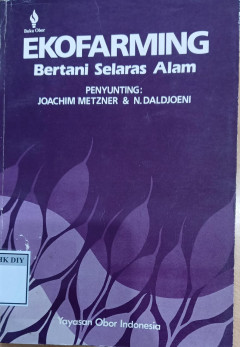 Buku Obor
EKOFARMING
Bertani Selaras Alam
PENYUNTING:
JOACHIM METZNER & N. DALDJOENI
IK DIY
Yayasan Obor Indonesia